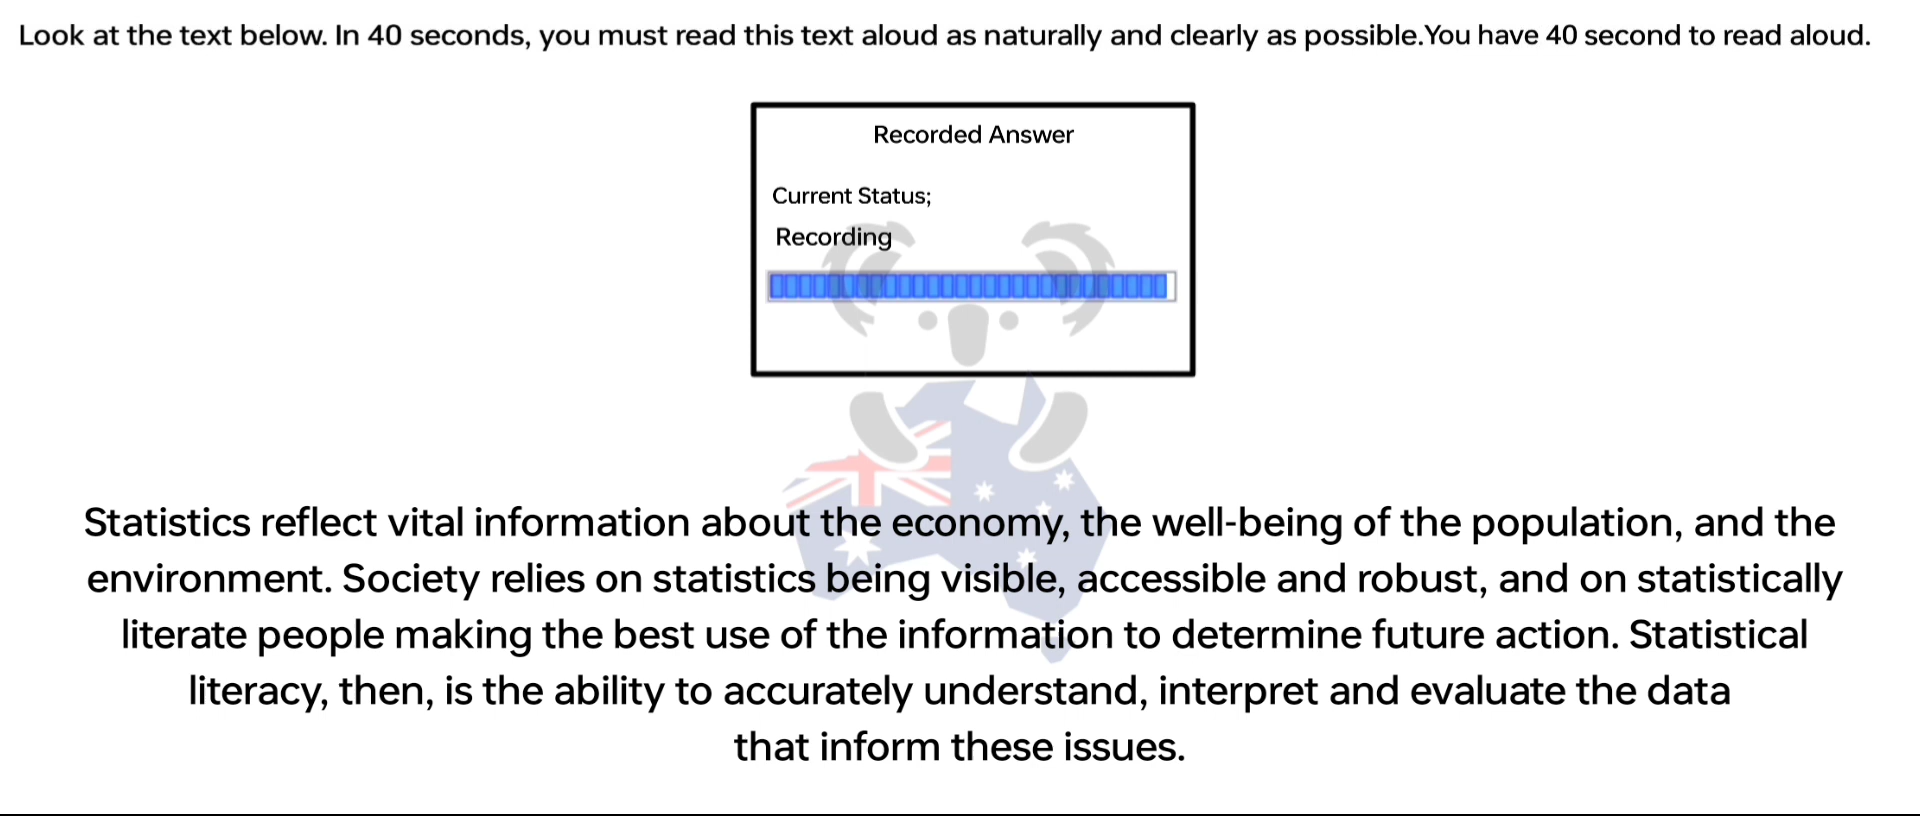 Look at the text below. In 40 seconds, you must read this text aloud as naturally and clearly as possible.You have 40 second to read aloud.
Recorded Answer
Current Status;
Recording
Statistics reflect vital information about the economy, the well-being of the population, and the
environment. Society relies on statistics being visible, accessible and robust, and on statistically
literate people making the best use of the information to determine future action. Statistical
literacy, then, is the ability to accurately understand, interpret and evaluate the data
that inform these issues.